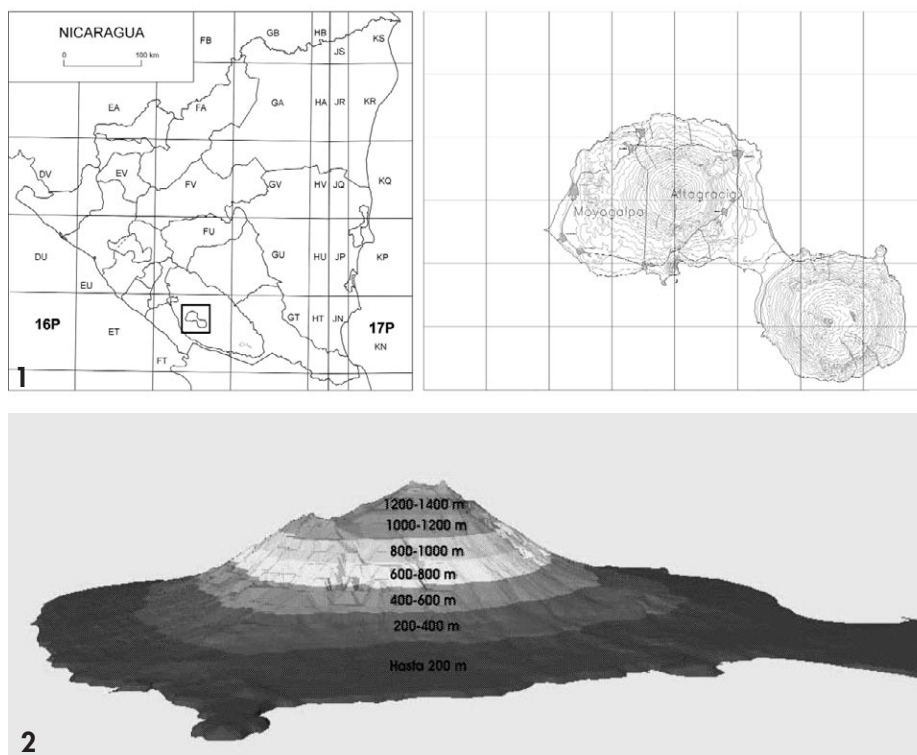 NICARAGUA
0 100 km
FB GB HB KS
JS
EA FA GA HA JR KR
DV EV FV GV HV JQ KQ
FU
DU EU GU HU JP KP
16P ET GT HT JN 17P
FT KN
1
Altagracia
Moyogalpa
1200-1400 m
1000-1200 m
800-1000 m
600-800 m
400-600 m
200-400 m
Hasta 200 m
2